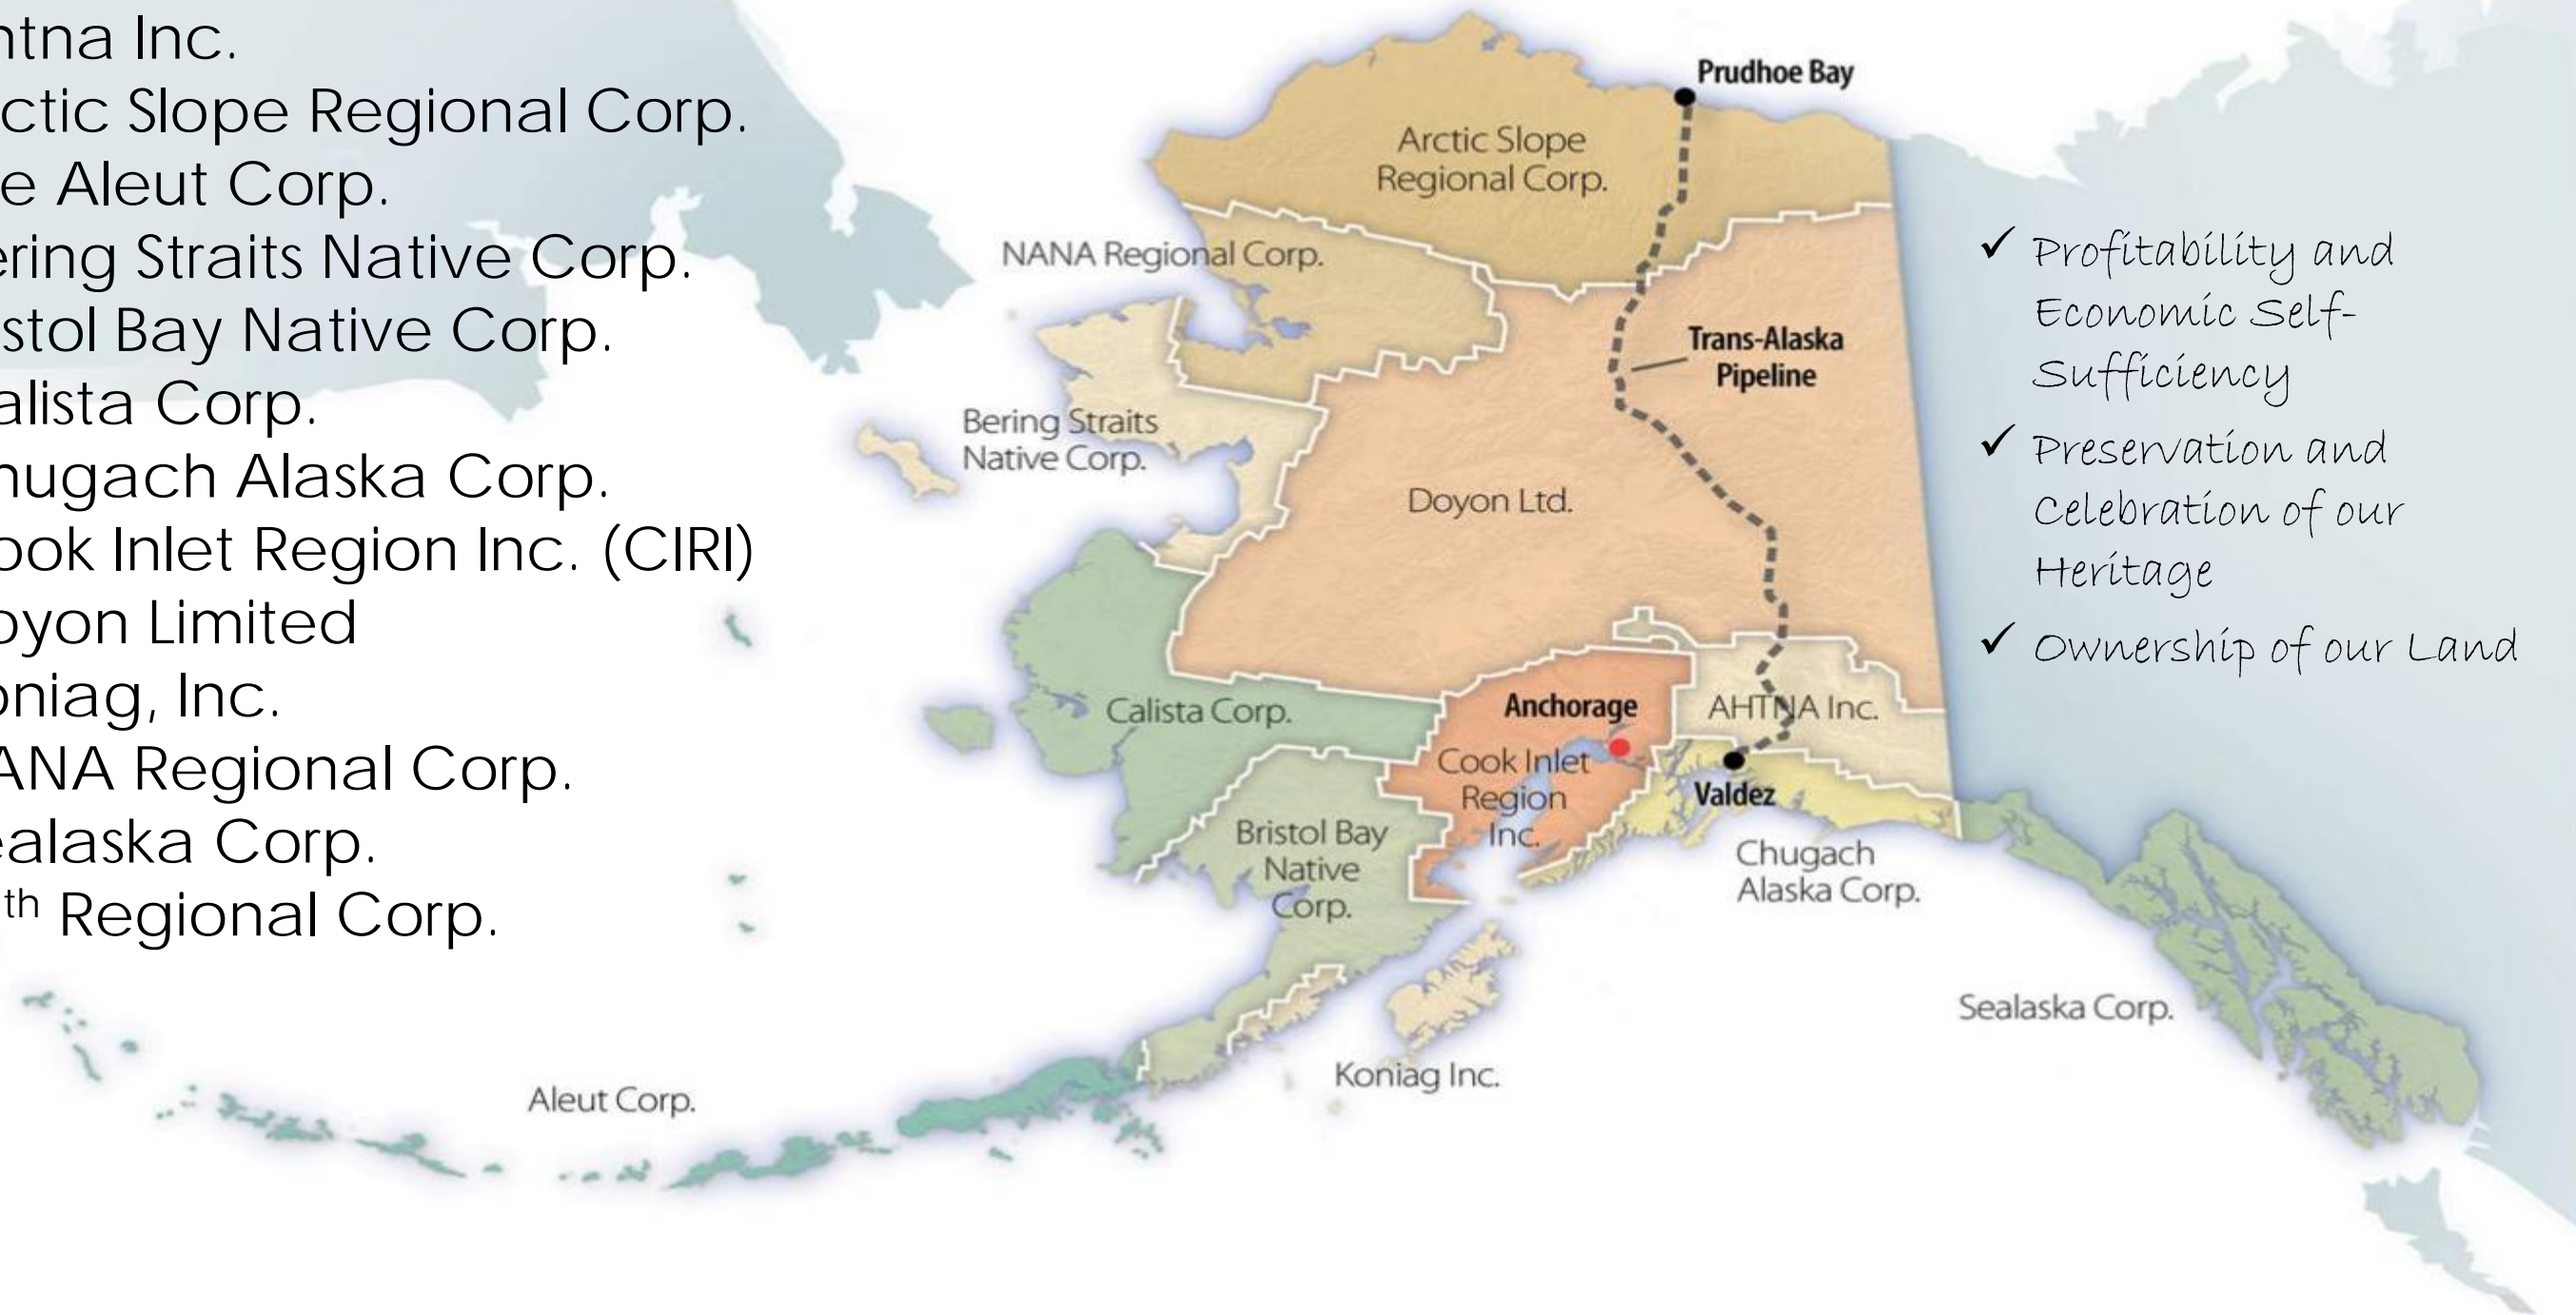 htna Inc.
ctic Slope Regional Corp.
e Aleut Corp.
ering Straits Native Corp.
stol Bay Native Corp.
alista Corp.
hugach Alaska Corp.
ook Inlet Region Inc. (CIRI)
oyon Limited
oniag, Inc.
ANA Regional Corp.
ealaska Corp.
th Regional Corp.
Prudhoe Bay
Arctic Slope
Regional Corp.
NANA Regional Corp.
Trans-Alaska
Pipeline
Bering Straits
Native Corp.
Doyon Ltd.
Calista Corp.
Anchorage
AHTNA Inc.
Cook Inlet
Region
Inc.
Valdez
Bristol Bay
Native
Corp.
Chugach
Alaska Corp.
Sealaska Corp.
Koniag Inc.
Aleut Corp.
✓ Profitability and
Economic Self-
Sufficiency
✓ Preservation and
Celebration of our
Heritage
✓ Ownership of our Land